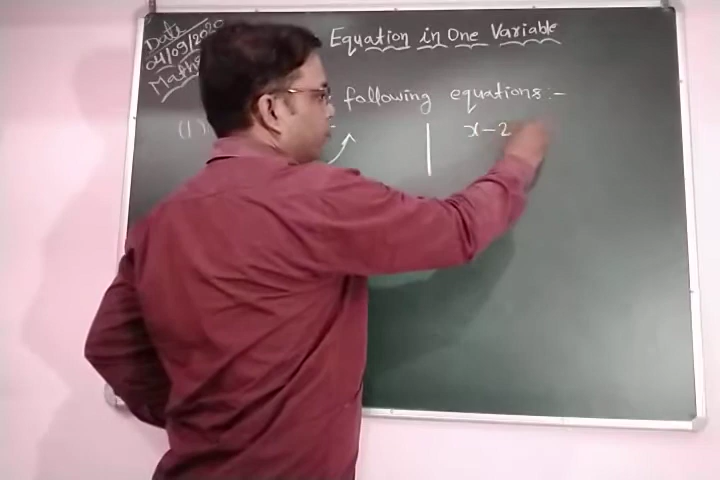 Date
04/09/2020
Maths
Equation in One Variable
following equations:-
(1)
x-2